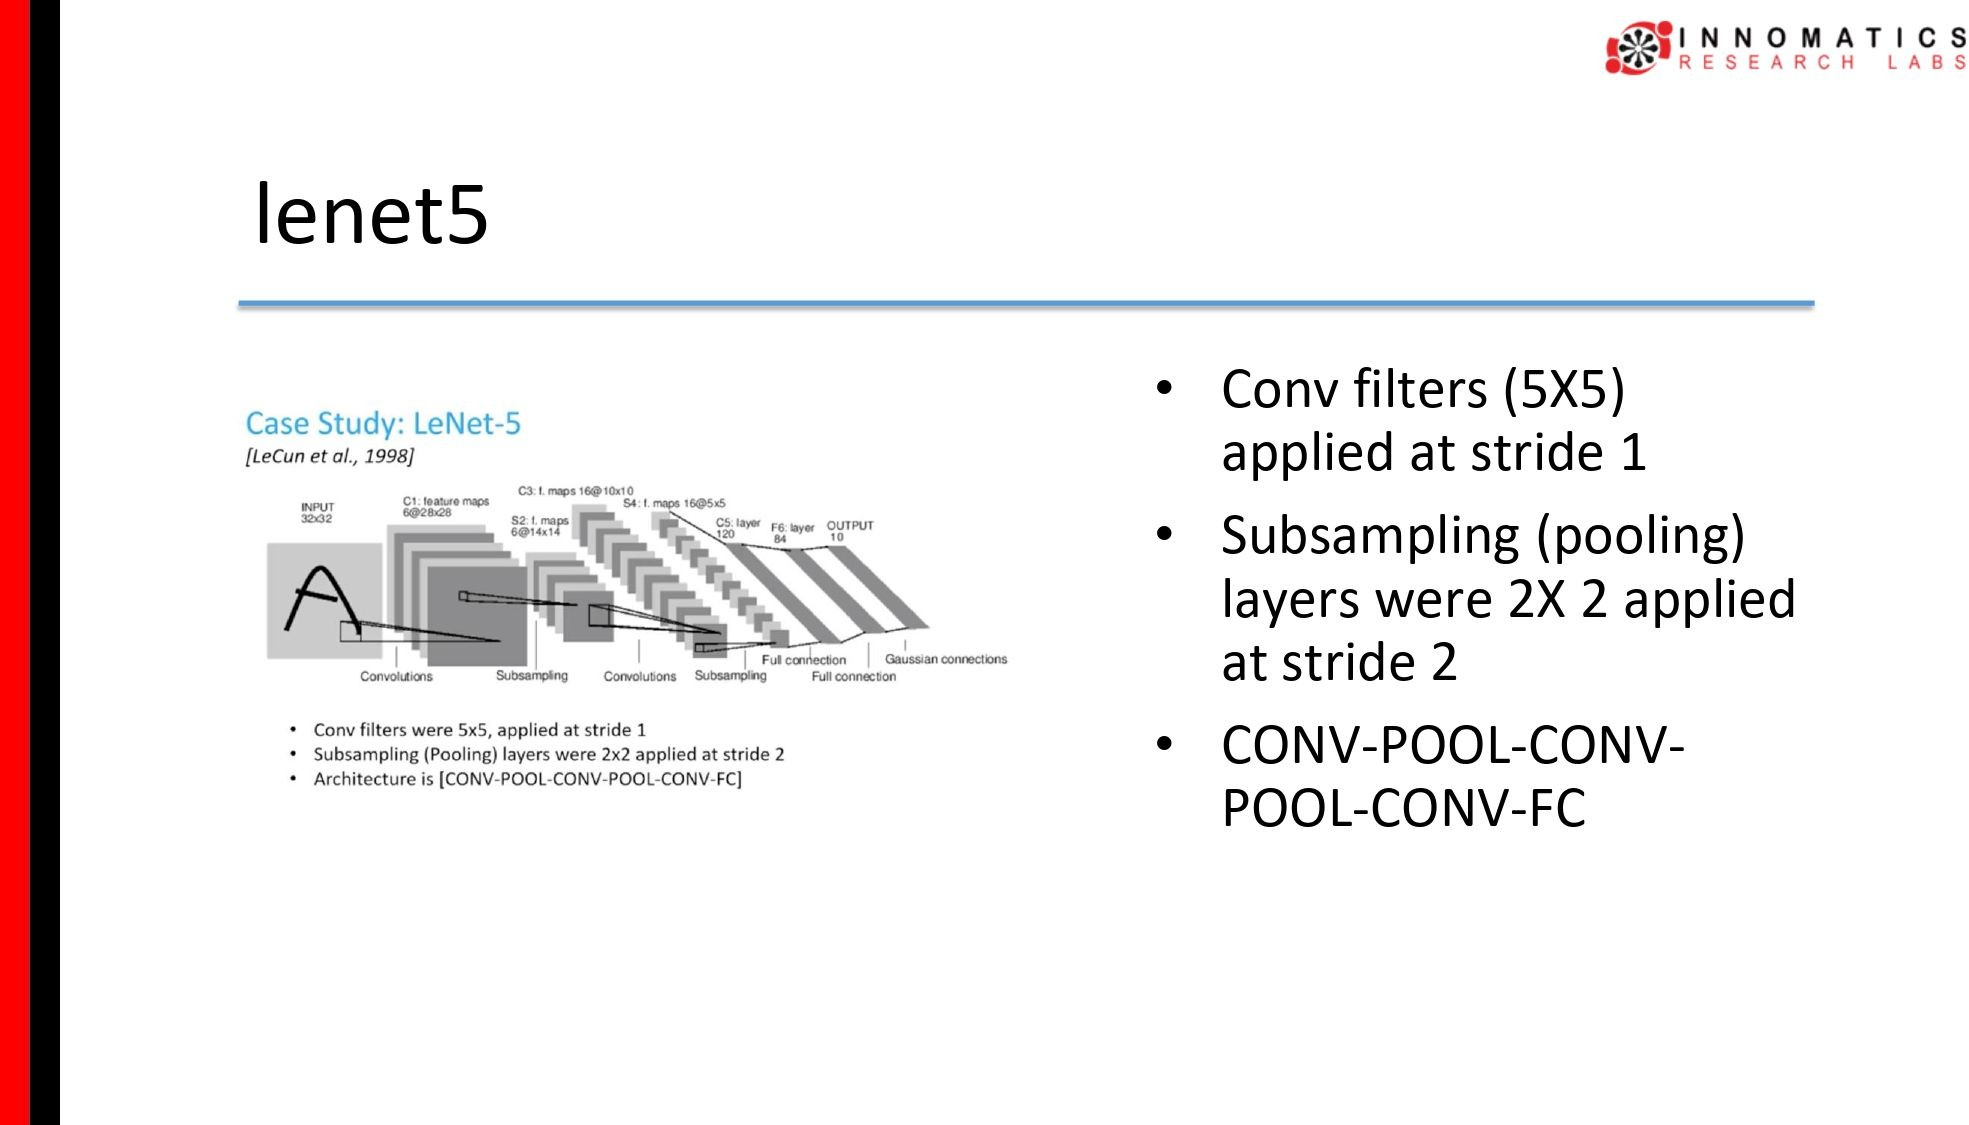 INNOMATICS
RESEARCH LABS
lenet5
Case Study: LeNet-5
[LeCun et al., 1998]
INPUT
32x32
C1: feature maps
6@28x28
S2: f. maps
6@14x14
C3: f. maps 16@10x10
S4: f. maps 16@5x5
C5: layer
120
F6: layer
84
OUTPUT
10
Convolutions
Subsampling
Convolutions
Subsampling
Full connection
Full connection
Gaussian connections
• Conv filters were 5x5, applied at stride 1
• Subsampling (Pooling) layers were 2x2 applied at stride 2
• Architecture is [CONV-POOL-CONV-POOL-CONV-FC]
• Conv filters (5X5)
applied at stride 1
• Subsampling (pooling)
layers were 2X 2 applied
at stride 2
• CONV-POOL-CONV-
POOL-CONV-FC